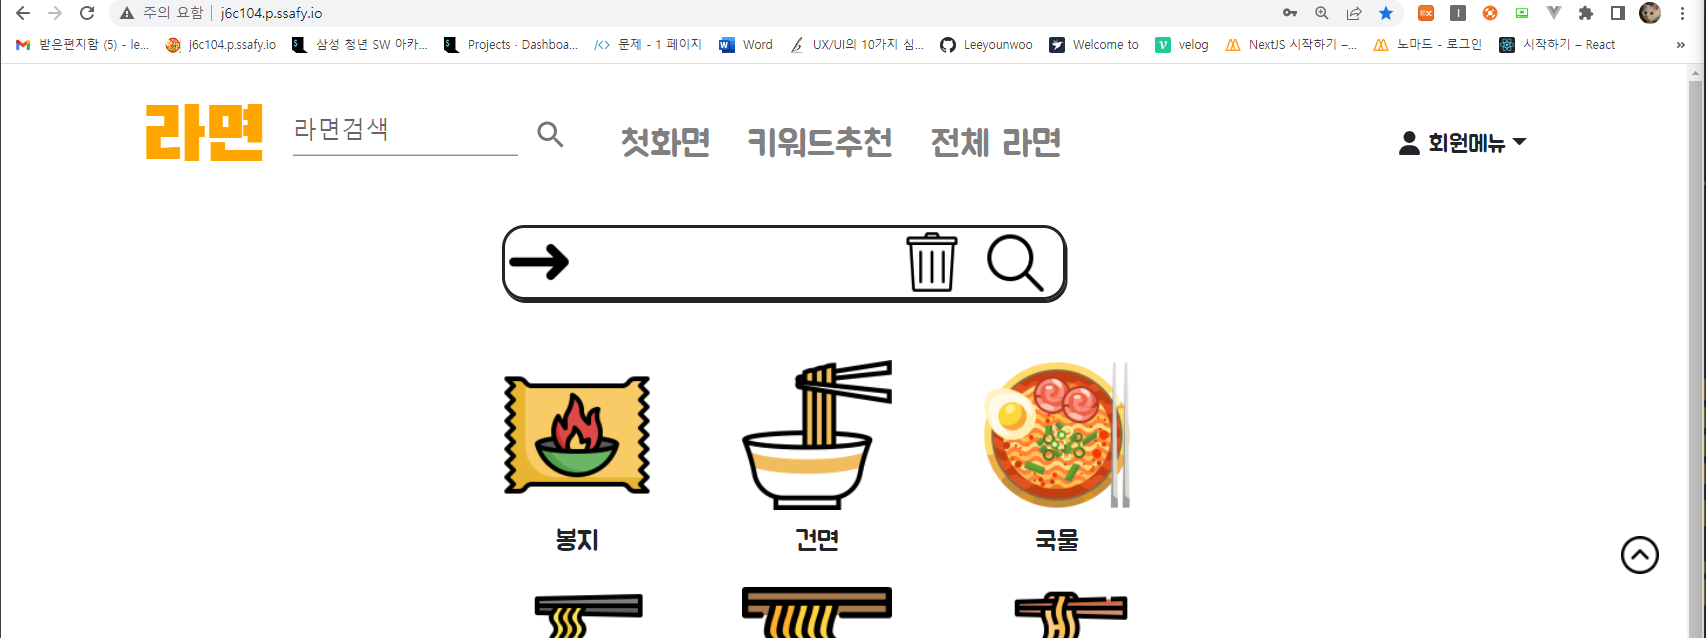 주의 요함 j6c104.p.ssafy.io
받은편지함 (5) - le... j6c104.p.ssafy.io 삼성 청년 SW 아카... Projects · Dashboa... 문제 - 1 페이지 Word UX/UI의 10가지 심... Leeyounwoo Welcome to velog NextJS 시작하기 –... 노마드 - 로그인 시작하기 – React »
라면 라면검색 첫화면 키워드추천 전체 라면 회원메뉴
봉지 건면 국물